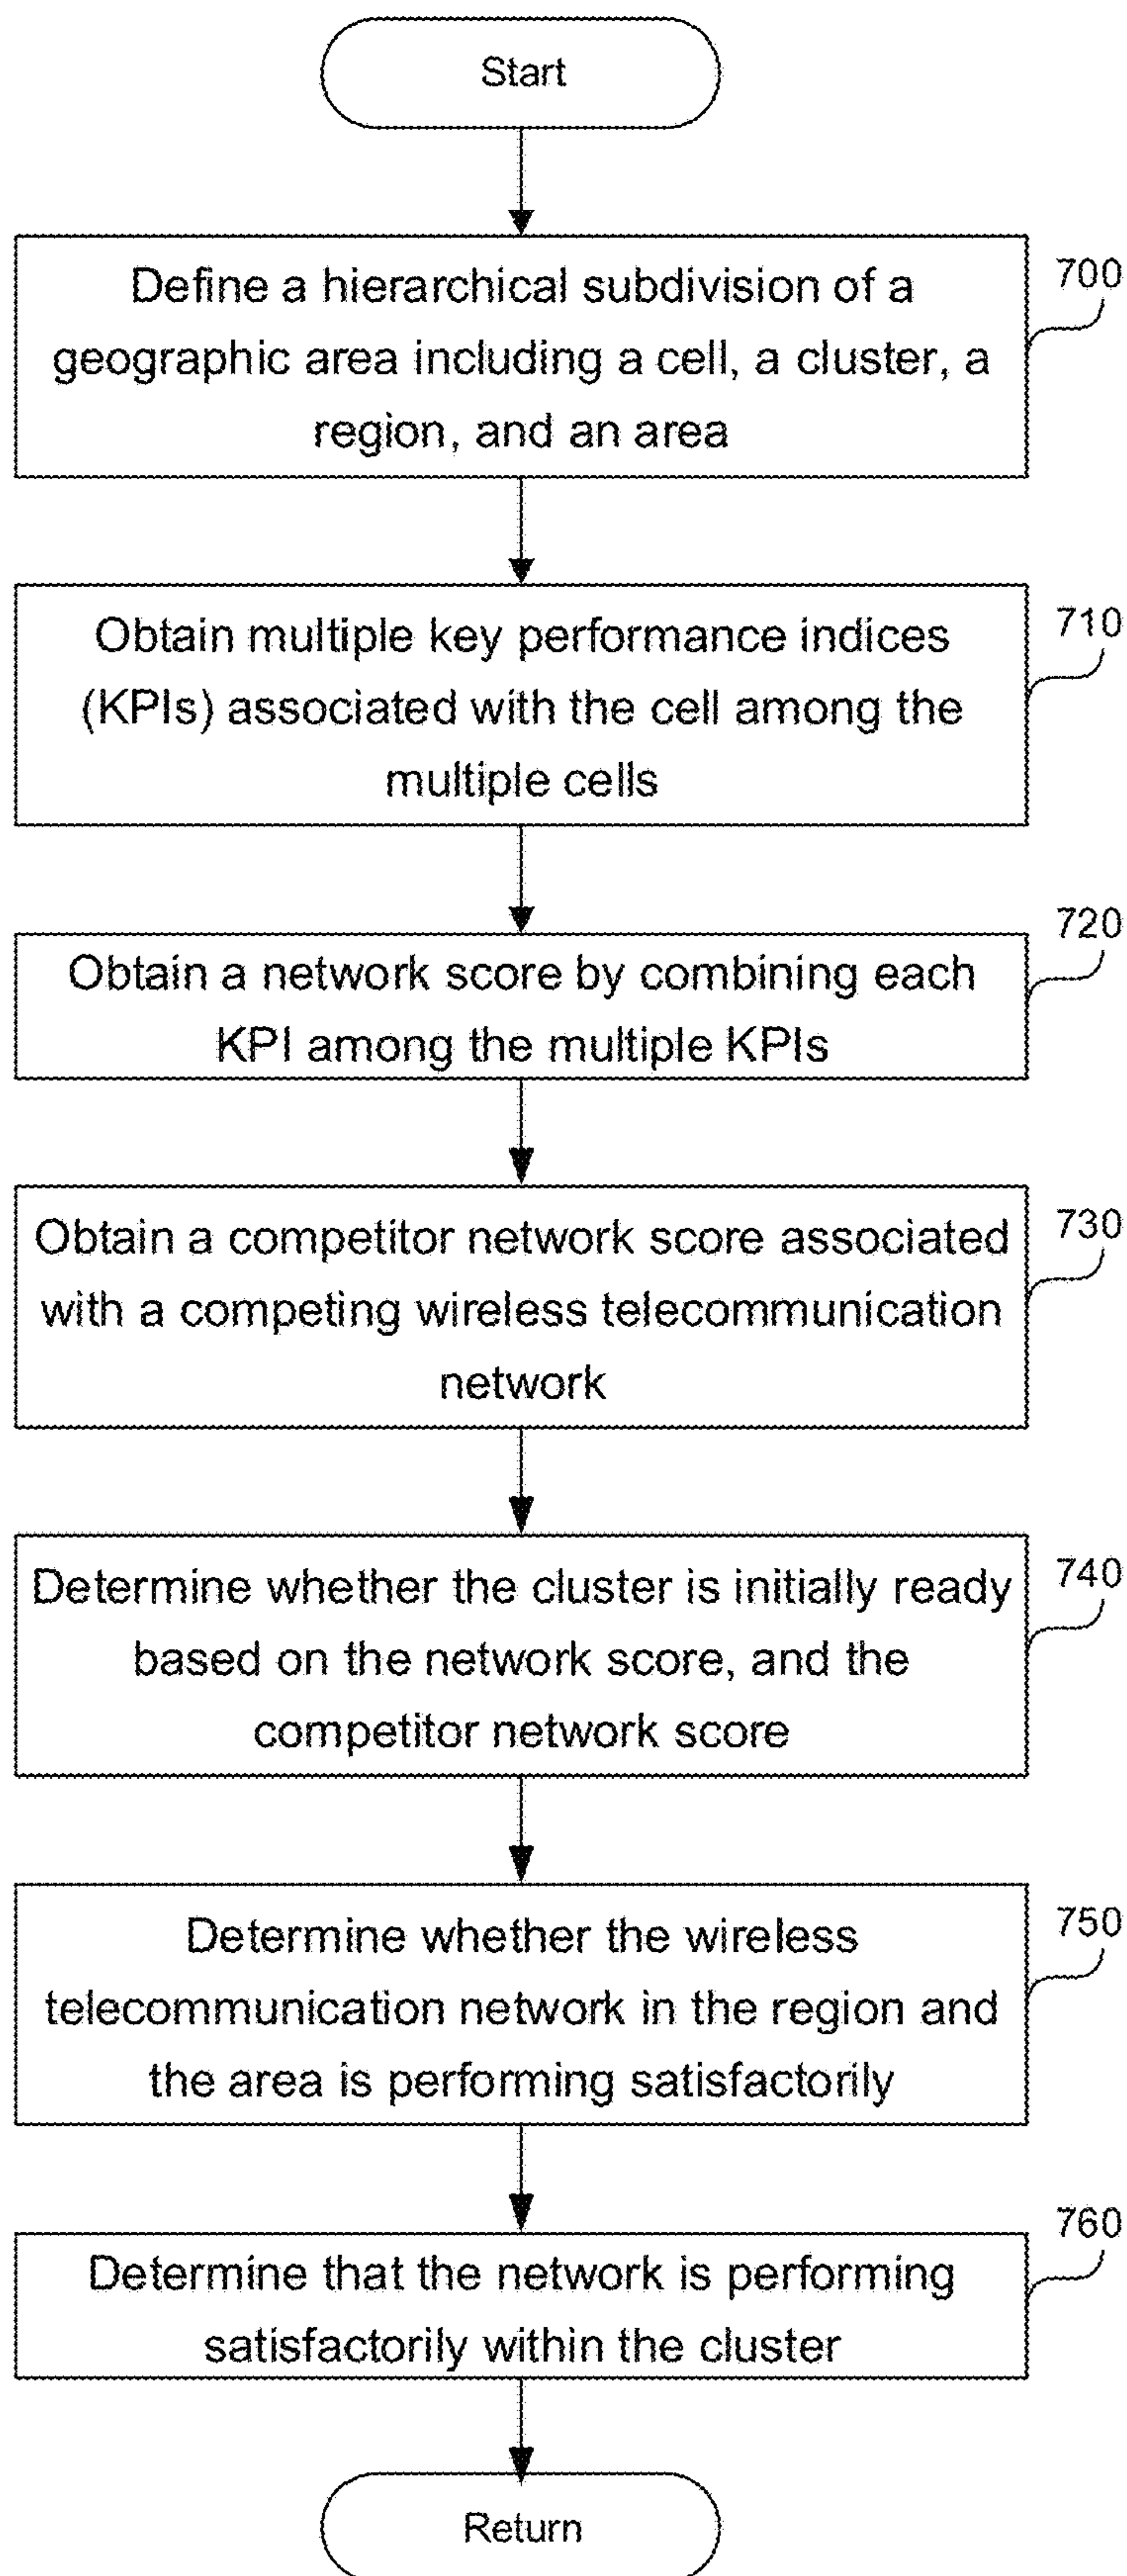 Start
Define a hierarchical subdivision of a
geographic area including a cell, a cluster, a
region, and an area
700
Obtain multiple key performance indices
(KPIs) associated with the cell among the
multiple cells
710
Obtain a network score by combining each
KPI among the multiple KPIs
720
Obtain a competitor network score associated
with a competing wireless telecommunication
network
730
Determine whether the cluster is initially ready
based on the network score, and the
competitor network score
740
Determine whether the wireless
telecommunication network in the region and
the area is performing satisfactorily
750
Determine that the network is performing
satisfactorily within the cluster
760
Return